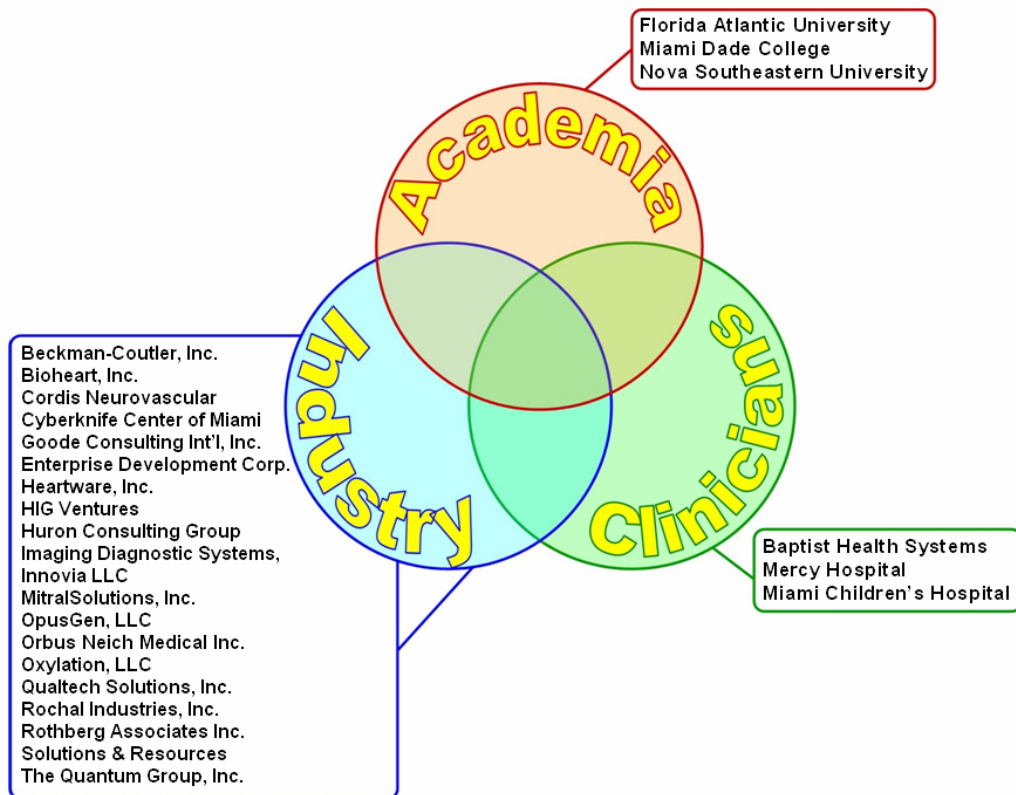 Florida Atlantic University
Miami Dade College
Nova Southeastern University
Academia
Industry
Clinicians
Beckman-Coutler, Inc.
Bioheart, Inc.
Cordis Neurovascular
Cyberknife Center of Miami
Goode Consulting Int'l, Inc.
Enterprise Development Corp.
Heartware, Inc.
HIG Ventures
Huron Consulting Group
Imaging Diagnostic Systems,
Innovia LLC
MitralSolutions, Inc.
OpusGen, LLC
Orbus Neich Medical Inc.
Oxylation, LLC
Qualtech Solutions, Inc.
Rochal Industries, Inc.
Rothberg Associates Inc.
Solutions & Resources
The Quantum Group, Inc.
Baptist Health Systems
Mercy Hospital
Miami Children's Hospital